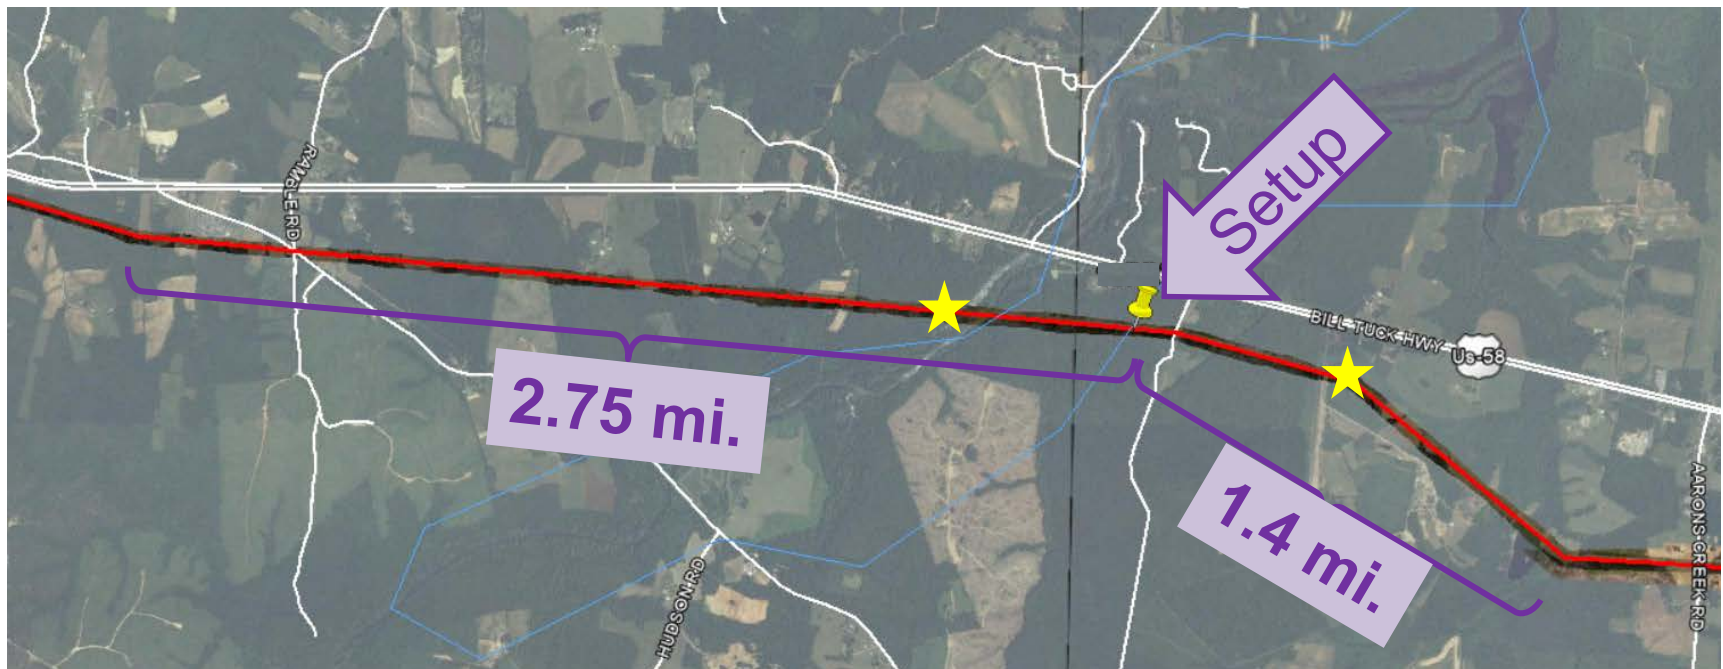 RAMBLE RD
Setup
BILL TUCK HWY
US-58
2.75 mi.
1.4 mi.
HUDSON RD
AARONS CREEK RD